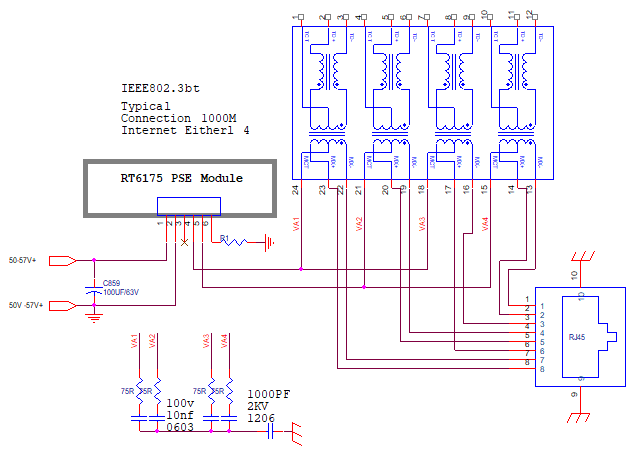 1 2 3 4 5 6 7 8 9 10 11 12
IEEE802.3bt
Typical
Connection 1000M
Internet Eitherl 4
RT6175 PSE Module
1 2 3 4 5 6
R1
24 23 22 21 20 19 18 17 16 15 14 13
VA1 VA2 VA3 VA4
50-57V+
C859
100UF/63V
50V -57V+
10
10
1 1
2 2
3 3
4 4
5 5
6 6
7 7
8 8
RJ45
9
9
VA1 VA2 VA3 VA4
75R 75R 75R 75R
100v
10nf
0603
1000PF
2KV
1206